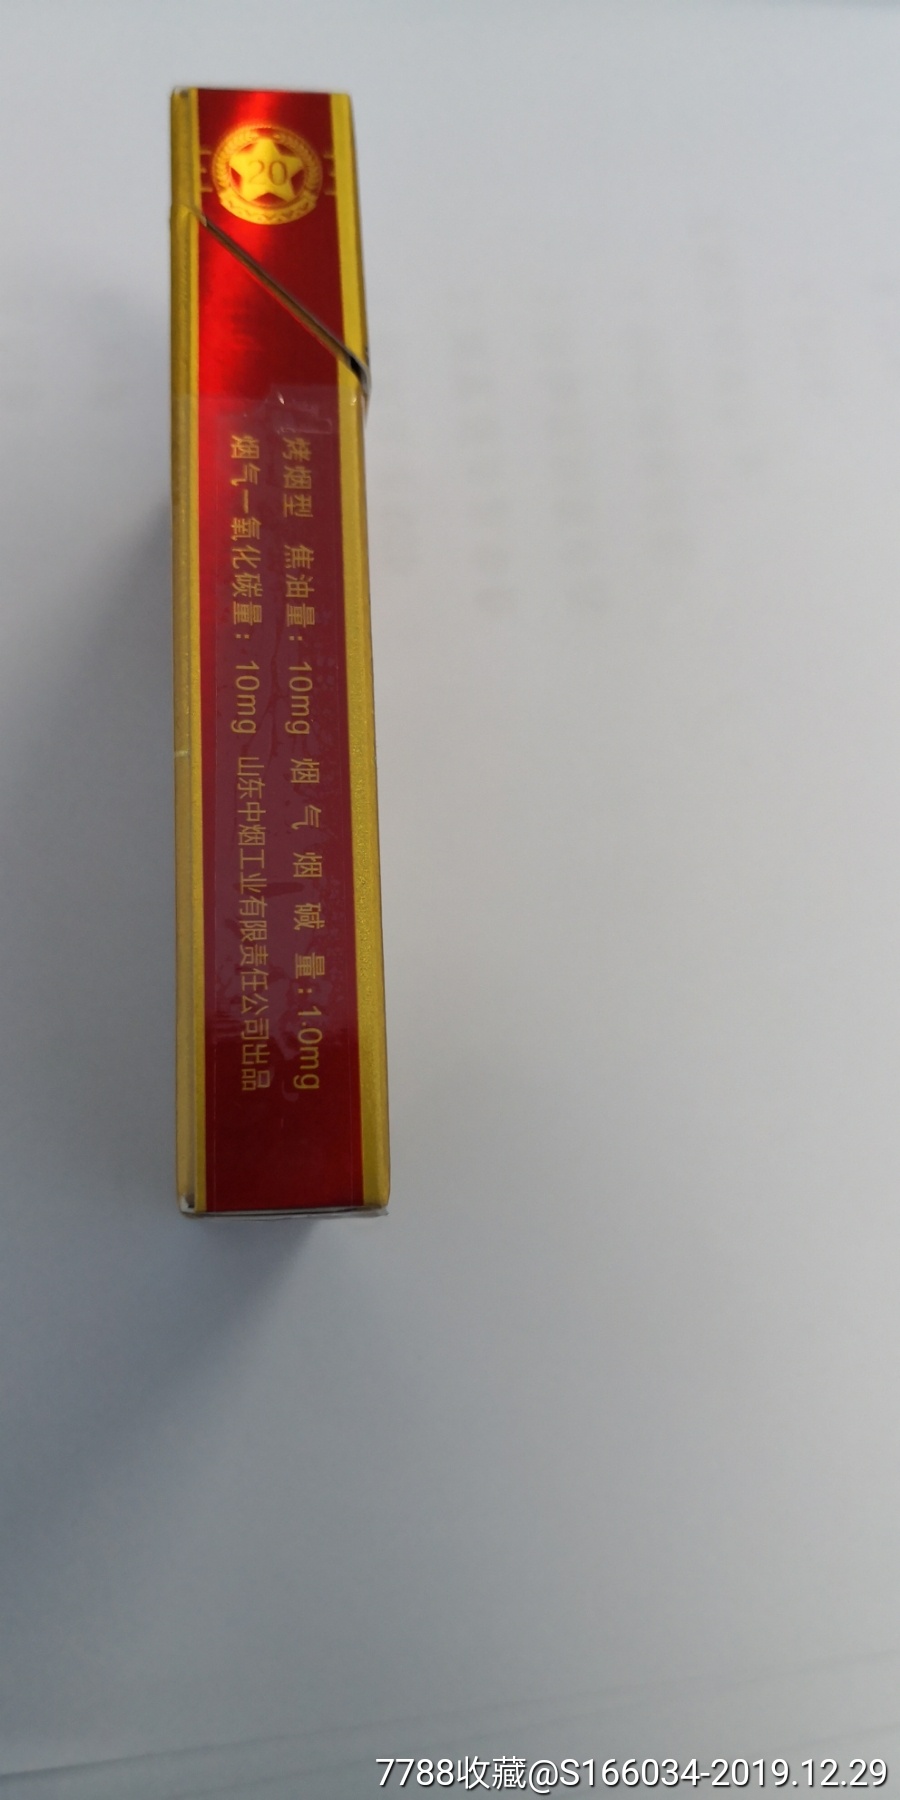 20
烤烟型 焦油量：10mg 烟气烟碱量：1.0mg
烟气一氧化碳量：10mg 山东中烟工业有限责任公司出品
7788收藏@S166034-2019.12.29